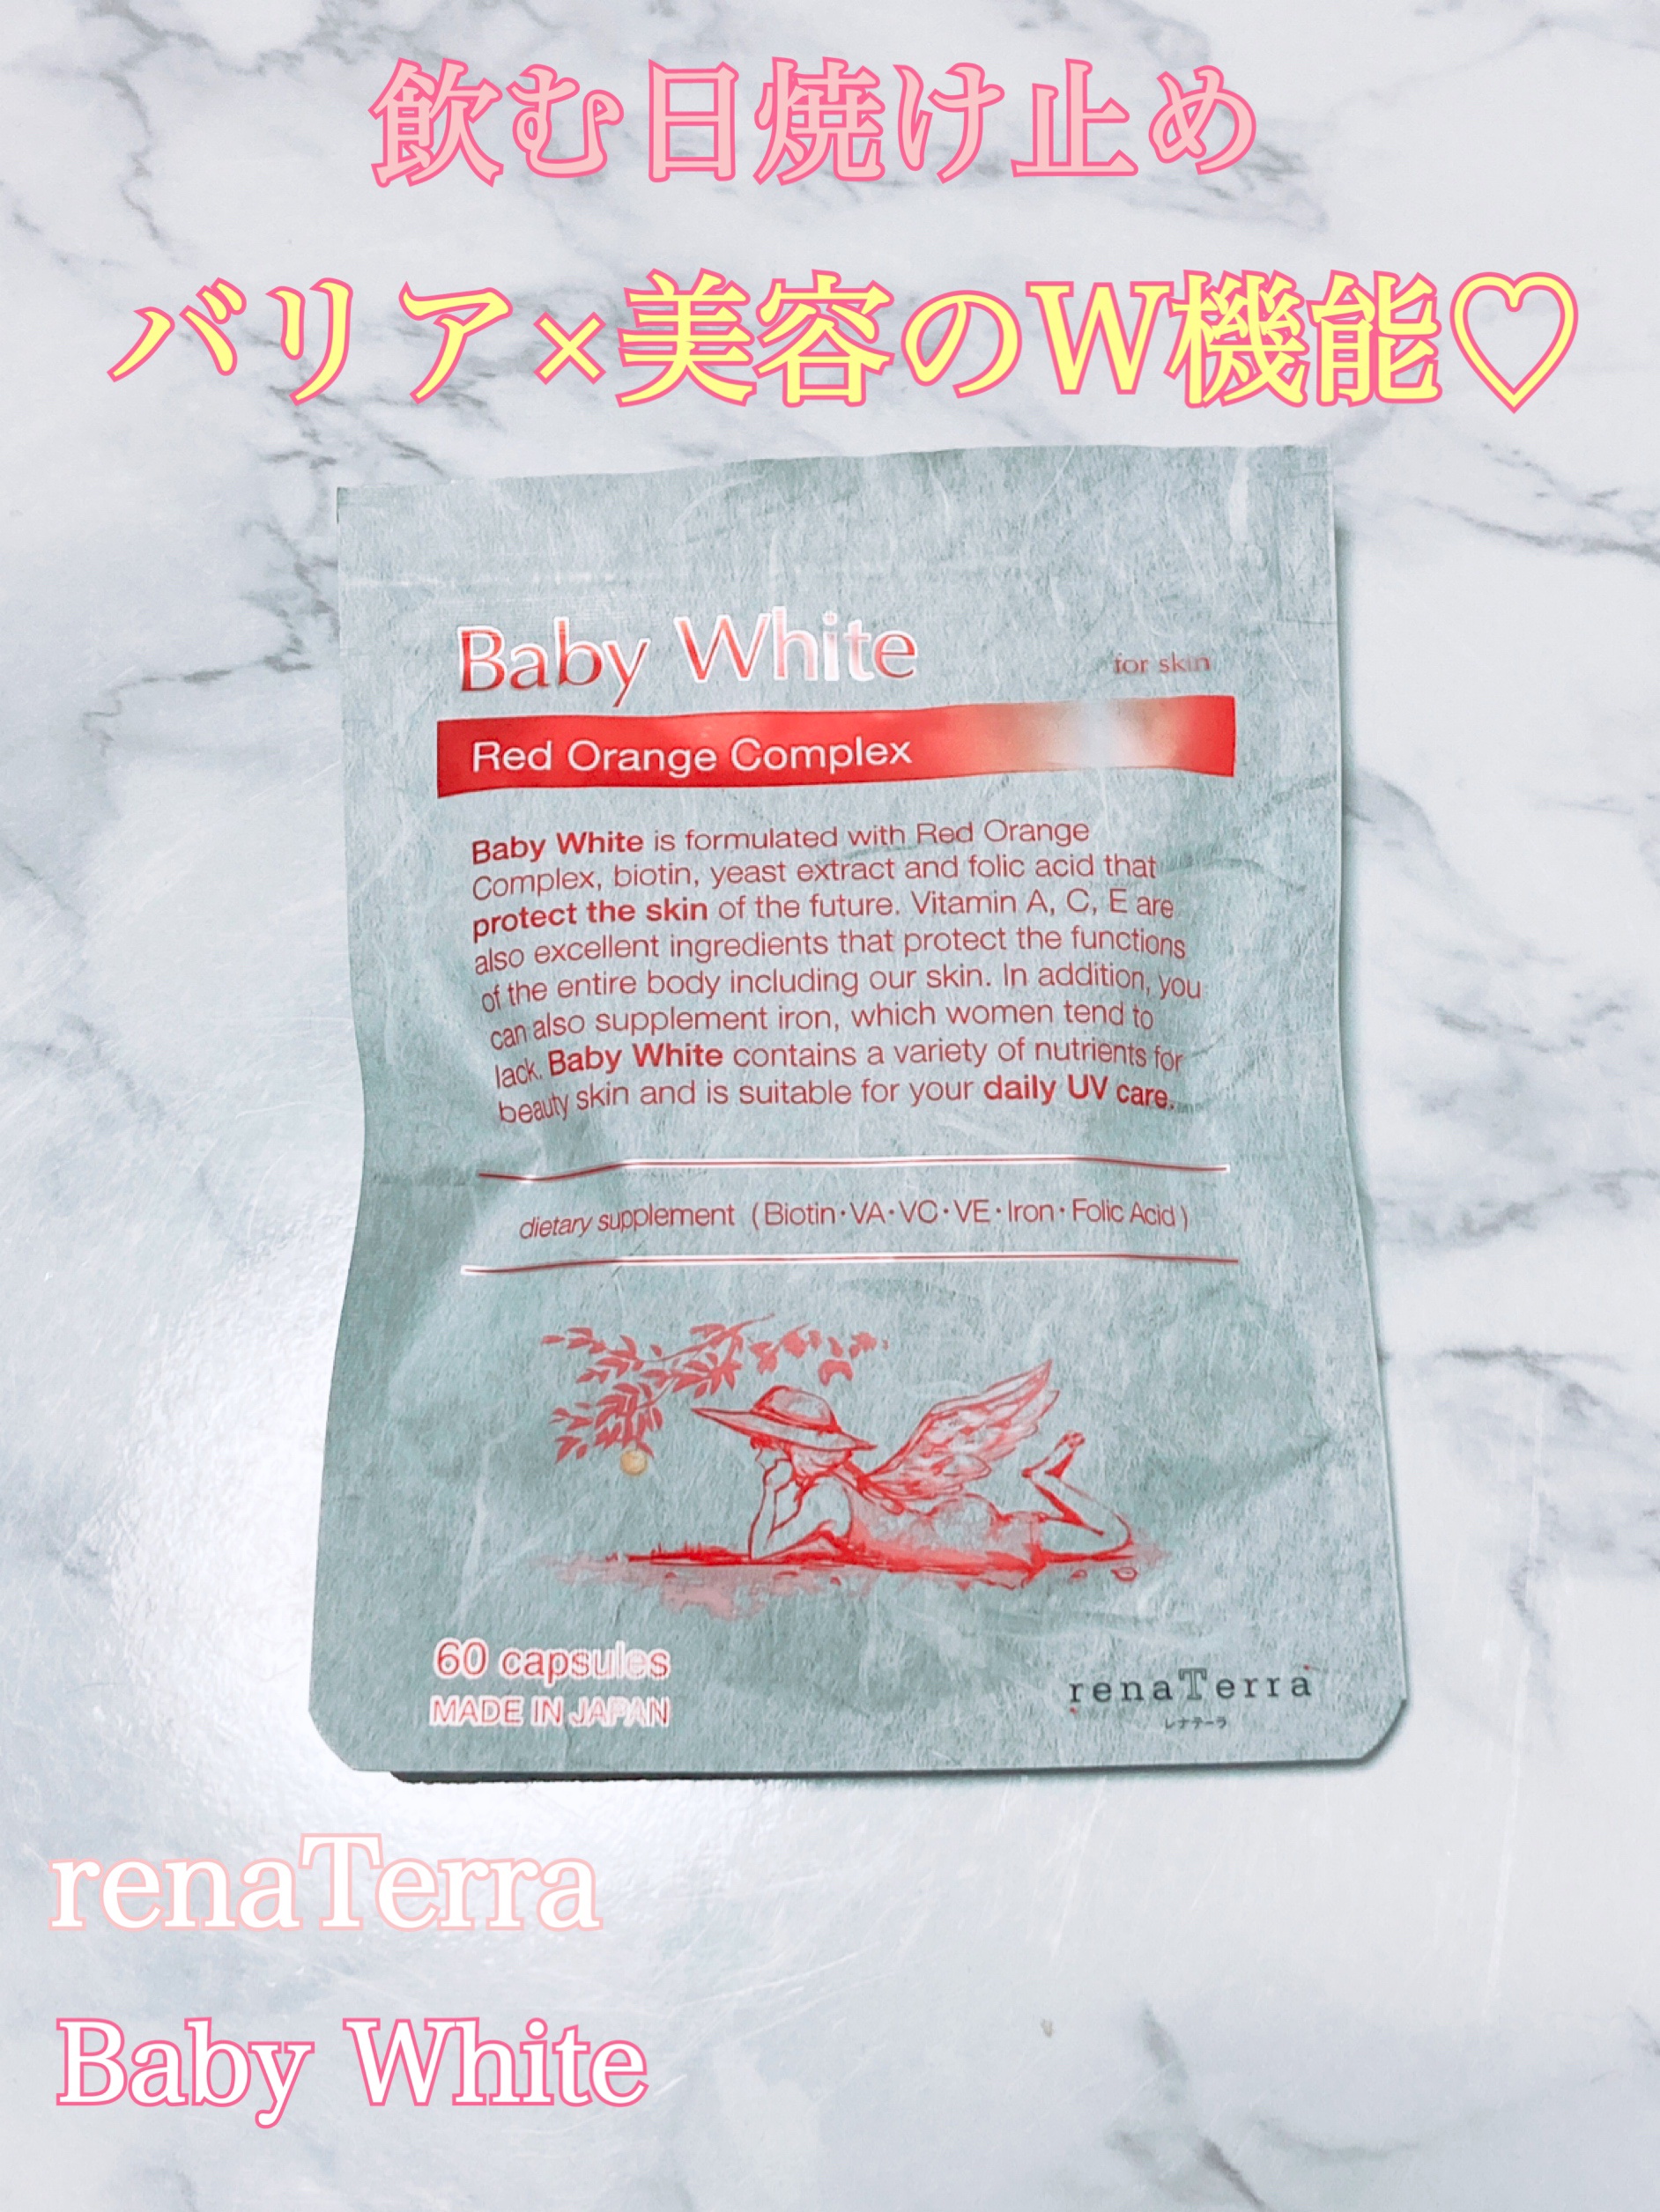 飲む日焼け止め
バリア×美容のW機能♡
Baby White
for skin
Red Orange Complex
Baby White is formulated with Red Orange
Complex, biotin, yeast extract and folic acid that
protect the skin of the future. Vitamin A, C, E are
also excellent ingredients that protect the functions
of the entire body including our skin. In addition, you
can also supplement iron, which women tend to
lack. Baby White contains a variety of nutrients for
beauty skin and is suitable for your daily UV care.
dietary supplement (Biotin・VA・VC・VE・Iron・Folic Acid)
60 capsules
MADE IN JAPAN
renaTerra
レナテーラ
renaTerra
Baby White